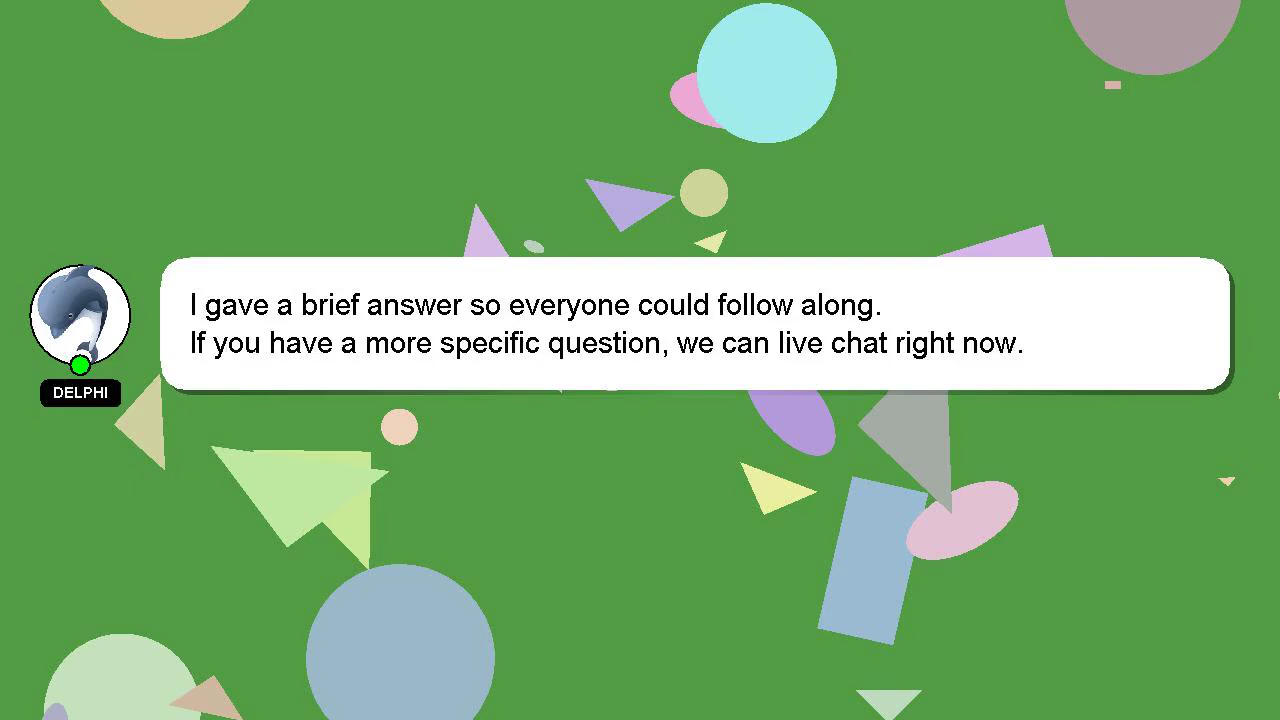 I gave a brief answer so everyone could follow along.
If you have a more specific question, we can live chat right now.
DELPHI